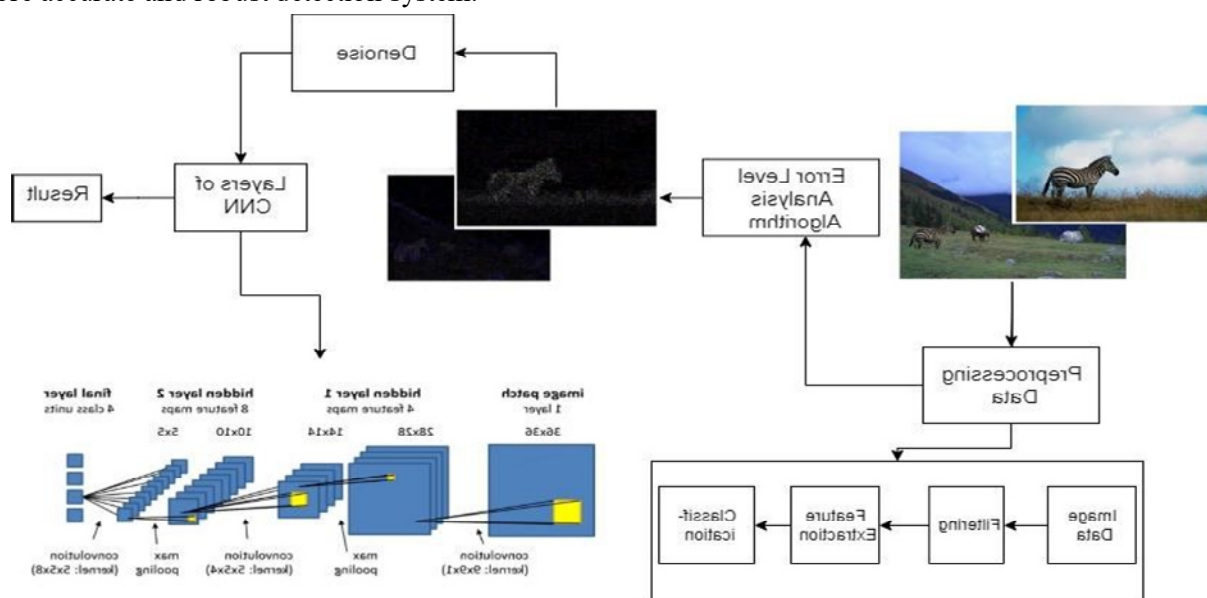 accurate and robust detection system.
Denoise
Result
Layers of
CNN
Error Level
Analysis
Algorithm
Preprocessing
Data
Image
Data
Filtering
Feature
Extraction
Classif-
ication
image patch
1 layer
36x36
hidden layer 1
4 feature maps
28x28
14x14
hidden layer 2
8 feature maps
10x10
5x5
final layer
4 class units
convolution
(kernel: 9x9x1)
max
pooling
convolution
(kernel: 5x5x4)
max
pooling
convolution
(kernel: 5x5x8)